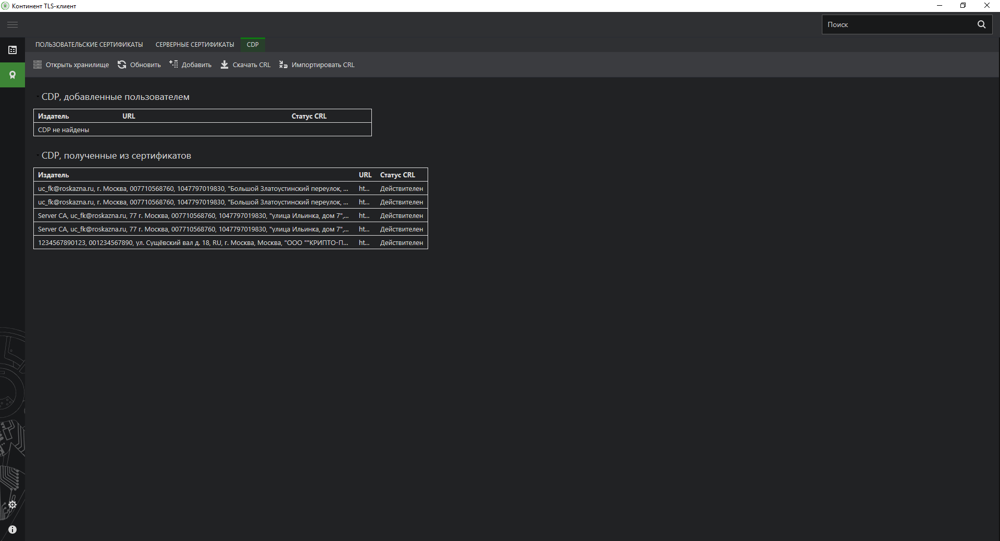 Континент TLS-клиент
Поиск
ПОЛЬЗОВАТЕЛЬСКИЕ СЕРТИФИКАТЫ СЕРВЕРНЫЕ СЕРТИФИКАТЫ CDP
Открыть хранилище Обновить Добавить Скачать CRL Импортировать CRL
CDP, добавленные пользователем
Издатель URL Статус CRL
CDP не найдены
CDP, полученные из сертификатов
Издатель URL Статус CRL
uc_fk@roskazna.ru, г. Москва, 007710568760, 1047797019830, "Большой Златоустинский переулок, ... ht... Действителен
uc_fk@roskazna.ru, г. Москва, 007710568760, 1047797019830, "Большой Златоустинский переулок, ... ht... Действителен
Server CA, uc_fk@roskazna.ru, 77 г. Москва, 007710568760, 1047797019830, "улица Ильинка, дом 7",... ht... Действителен
Server CA, uc_fk@roskazna.ru, 77 г. Москва, 007710568760, 1047797019830, "улица Ильинка, дом 7",... ht... Действителен
1234567890123, 001234567890, ул. Сущёвский вал д. 18, RU, г. Москва, Москва, "ООО ""КРИПТО-П... ht... Действителен